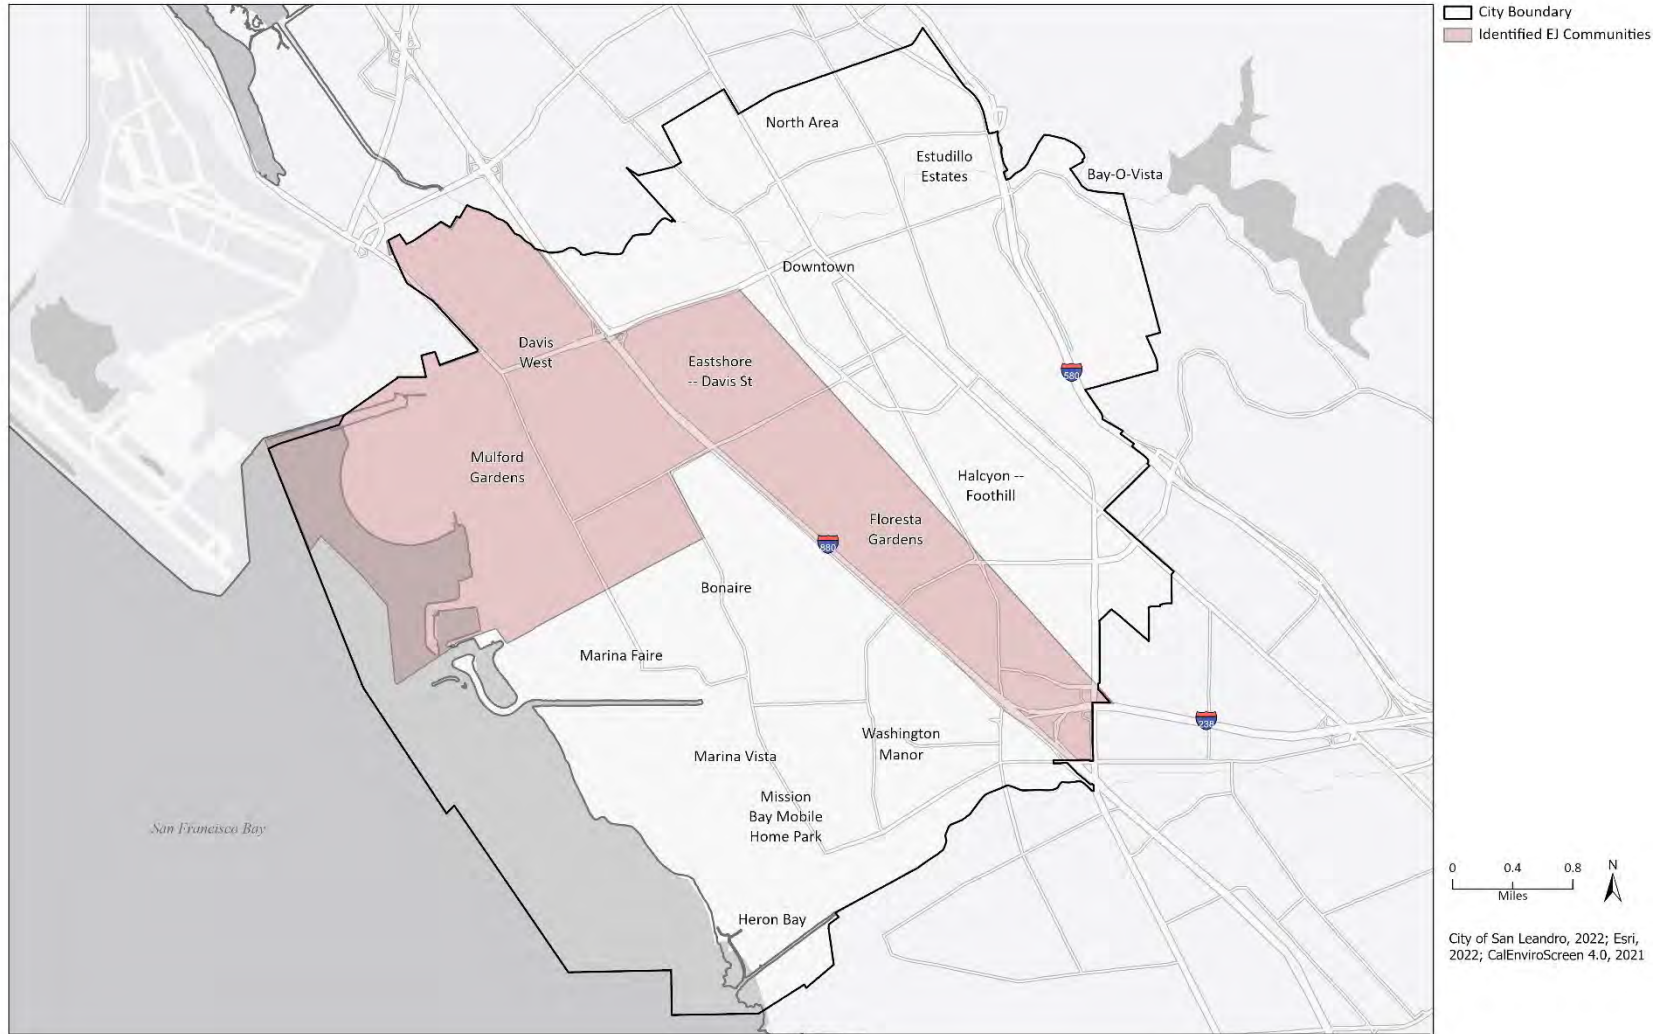 City Boundary
Identified EJ Communities
North Area
Estudillo
Estates
Bay-O-Vista
Downtown
Davis
West
Eastshore
-- Davis St
580
Mulford
Gardens
Halcyon --
Foothill
Floresta
Gardens
880
Bonaire
Marina Faire
238
Washington
Manor
Marina Vista
Mission
Bay Mobile
Home Park
San Francisco Bay
Heron Bay
0 0.4 0.8
Miles
N
City of San Leandro, 2022; Esri,
2022; CalEnviroScreen 4.0, 2021